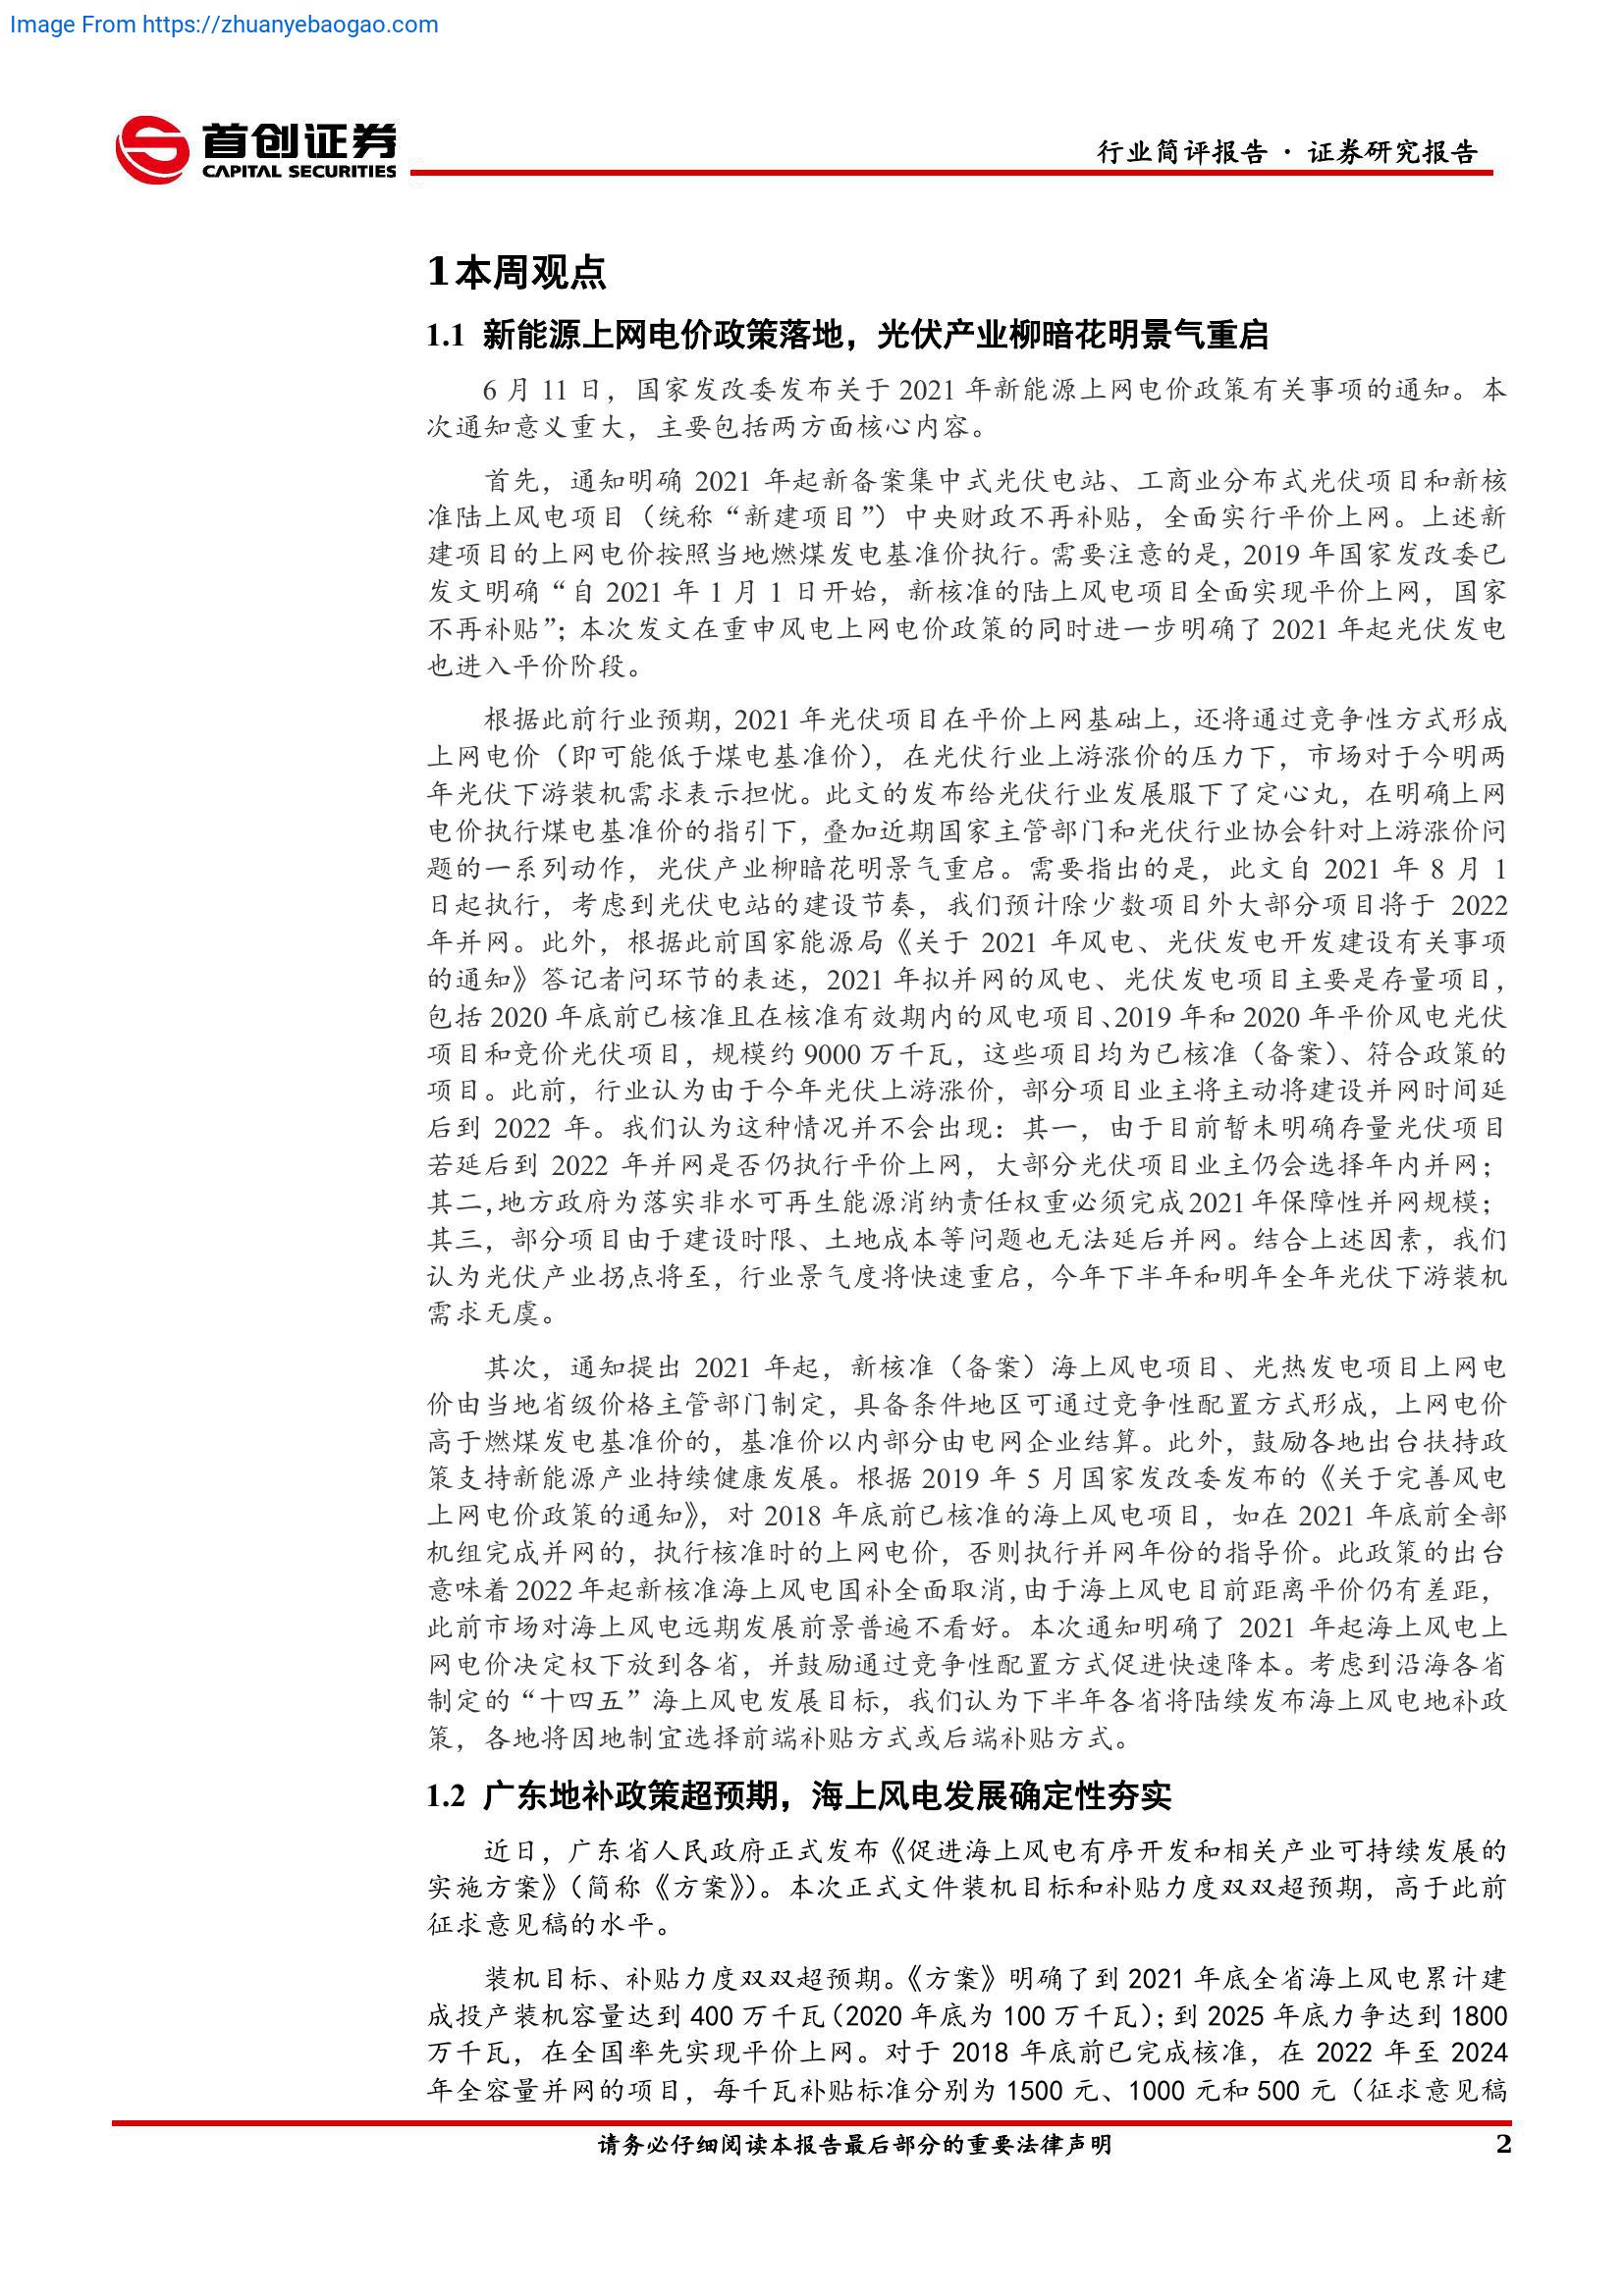 Image From https://zhuanyebaogao.com
首创证券
CAPITAL SECURITIES
行业简评报告 · 证券研究报告
1本周观点
1.1 新能源上网电价政策落地，光伏产业柳暗花明景气重启
6 月 11 日，国家发改委发布关于 2021 年新能源上网电价政策有关事项的通知。本
次通知意义重大，主要包括两方面核心内容。
首先，通知明确 2021 年起新备案集中式光伏电站、工商业分布式光伏项目和新核
准陆上风电项目（统称“新建项目”）中央财政不再补贴，全面实行平价上网。上述新
建项目的上网电价按照当地燃煤发电基准价执行。需要注意的是，2019 年国家发改委已
发文明确“自 2021 年 1 月 1 日开始，新核准的陆上风电项目全面实现平价上网，国家
不再补贴”；本次发文在重申风电上网电价政策的同时进一步明确了 2021 年起光伏发电
也进入平价阶段。
根据此前行业预期，2021 年光伏项目在平价上网基础上，还将通过竞争性方式形成
上网电价（即可能低于煤电基准价），在光伏行业上游涨价的压力下，市场对于今明两
年光伏下游装机需求表示担忧。此文的发布给光伏行业发展服下了定心丸，在明确上网
电价执行煤电基准价的指引下，叠加近期国家主管部门和光伏行业协会针对上游涨价问
题的一系列动作，光伏产业柳暗花明景气重启。需要指出的是，此文自 2021 年 8 月 1
日起执行，考虑到光伏电站的建设节奏，我们预计除少数项目外大部分项目将于 2022
年并网。此外，根据此前国家能源局《关于 2021 年风电、光伏发电开发建设有关事项
的通知》答记者问环节的表述，2021 年拟并网的风电、光伏发电项目主要是存量项目，
包括 2020 年底前已核准且在核准有效期内的风电项目、2019 年和 2020 年平价风电光伏
项目和竞价光伏项目，规模约 9000 万千瓦，这些项目均为已核准（备案）、符合政策的
项目。此前，行业认为由于今年光伏上游涨价，部分项目业主将主动将建设并网时间延
后到 2022 年。我们认为这种情况并不会出现：其一，由于目前暂未明确存量光伏项目
若延后到 2022 年并网是否仍执行平价上网，大部分光伏项目业主仍会选择年内并网；
其二，地方政府为落实非水可再生能源消纳责任权重必须完成 2021 年保障性并网规模；
其三，部分项目由于建设时限、土地成本等问题也无法延后并网。结合上述因素，我们
认为光伏产业拐点将至，行业景气度将快速重启，今年下半年和明年全年光伏下游装机
需求无虞。
其次，通知提出 2021 年起，新核准（备案）海上风电项目、光热发电项目上网电
价由当地省级价格主管部门制定，具备条件地区可通过竞争性配置方式形成，上网电价
高于燃煤发电基准价的，基准价以内部分由电网企业结算。此外，鼓励各地出台扶持政
策支持新能源产业持续健康发展。根据 2019 年 5 月国家发改委发布的《关于完善风电
上网电价政策的通知》，对 2018 年底前已核准的海上风电项目，如在 2021 年底前全部
机组完成并网的，执行核准时的上网电价，否则执行并网年份的指导价。此政策的出台
意味着 2022 年起新核准海上风电国补全面取消，由于海上风电目前距离平价仍有差距，
此前市场对海上风电远期发展前景普遍不看好。本次通知明确了 2021 年起海上风电上
网电价决定权下放到各省，并鼓励通过竞争性配置方式促进快速降本。考虑到沿海各省
制定的“十四五”海上风电发展目标，我们认为下半年各省将陆续发布海上风电地补政
策，各地将因地制宜选择前端补贴方式或后端补贴方式。
1.2 广东地补政策超预期，海上风电发展确定性夯实
近日，广东省人民政府正式发布《促进海上风电有序开发和相关产业可持续发展的
实施方案》（简称《方案》）。本次正式文件装机目标和补贴力度双双超预期，高于此前
征求意见稿的水平。
装机目标、补贴力度双双超预期。《方案》明确了到 2021 年底全省海上风电累计建
成投产装机容量达到 400 万千瓦（2020 年底为 100 万千瓦）；到 2025 年底力争达到 1800
万千瓦，在全国率先实现平价上网。对于 2018 年底前已完成核准，在 2022 年至 2024
年全容量并网的项目，每千瓦补贴标准分别为 1500 元、1000 元和 500 元（征求意见稿
请务必仔细阅读本报告最后部分的重要法律声明
2